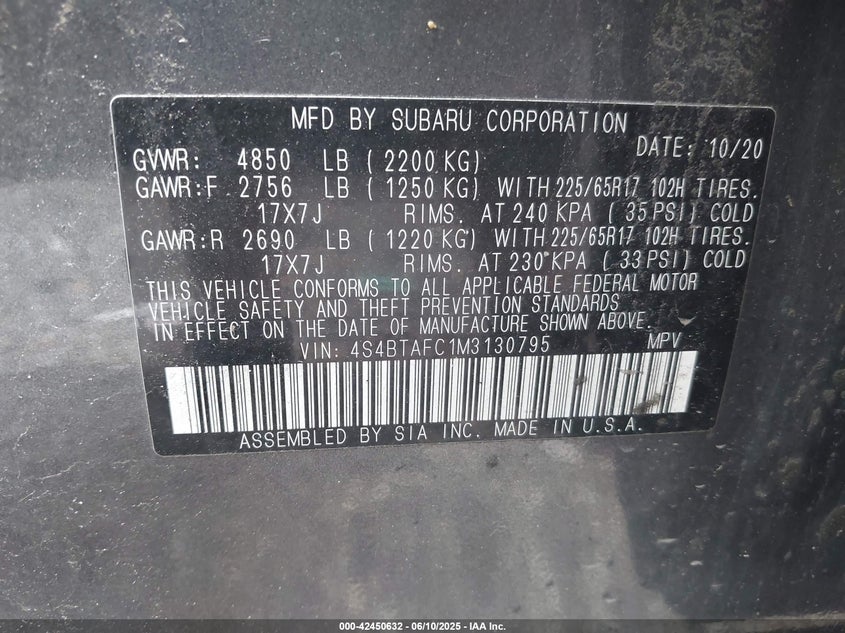 MFD BY SUBARU CORPORATION
DATE: 10/20
GVWR: 4850 LB ( 2200 KG)
GAWR:F 2756 LB ( 1250 KG) WITH 225/65R17 102H TIRES.
17X7J RIMS. AT 240 KPA ( 35 PSI) COLD
GAWR:R 2690 LB ( 1220 KG) WITH 225/65R17 102H TIRES.
17X7J RIMS. AT 230 KPA ( 33 PSI) COLD
THIS VEHICLE CONFORMS TO ALL APPLICABLE FEDERAL MOTOR
VEHICLE SAFETY AND THEFT PREVENTION STANDARDS
IN EFFECT ON THE DATE OF MANUFACTURE SHOWN ABOVE.
VIN: 4S4BTAFC1M3130795 MPV
ASSEMBLED BY SIA INC. MADE IN U.S.A.
000-42450632 - 06/10/2025 - IAA Inc.